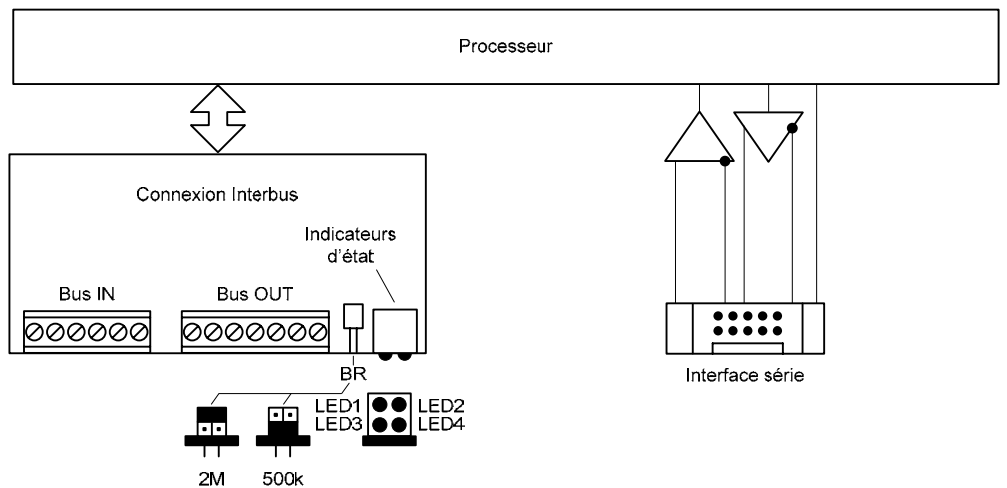 Processeur
Connexion Interbus
Indicateurs
d'état
Bus IN
Bus OUT
BR
LED1
LED2
LED3
LED4
2M
500k
Interface série